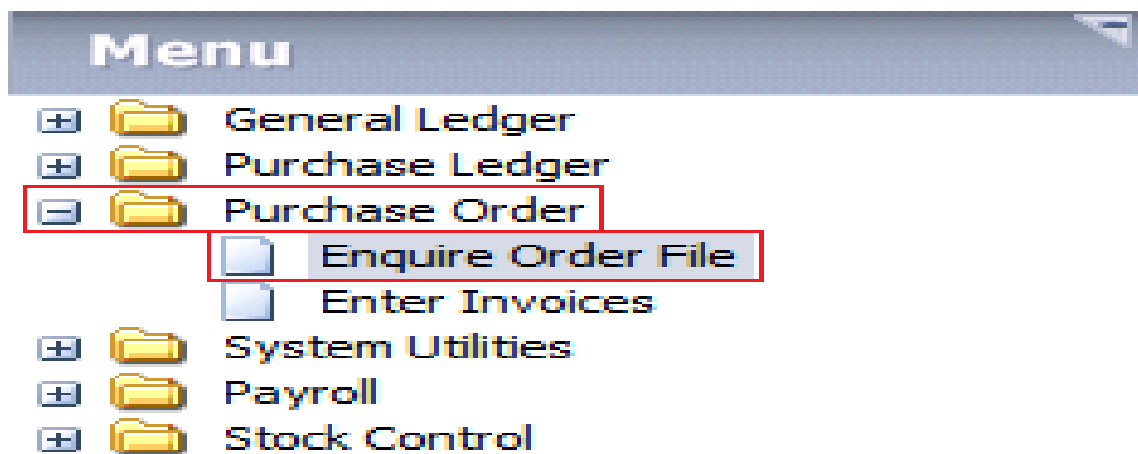 Menu
General Ledger
Purchase Ledger
Purchase Order
Enquire Order File
Enter Invoices
System Utilities
Payroll
Stock Control